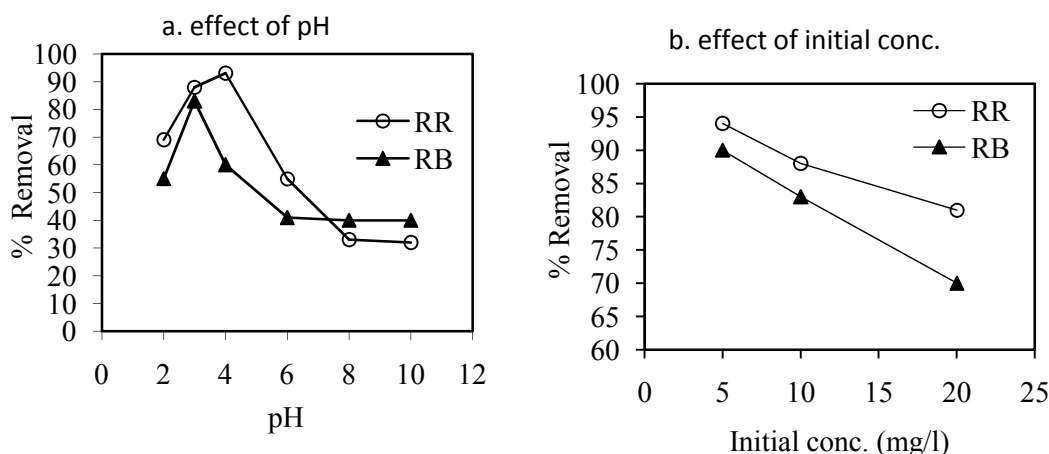 a. effect of pH
100
90
80
70
60
50
40
30
20
10
0
% Removal
0 2 4 6 8 10 12
pH
RR
RB
b. effect of initial conc.
100
95
90
85
80
75
70
65
60
% Removal
0 5 10 15 20 25
Initial conc. (mg/l)
RR
RB